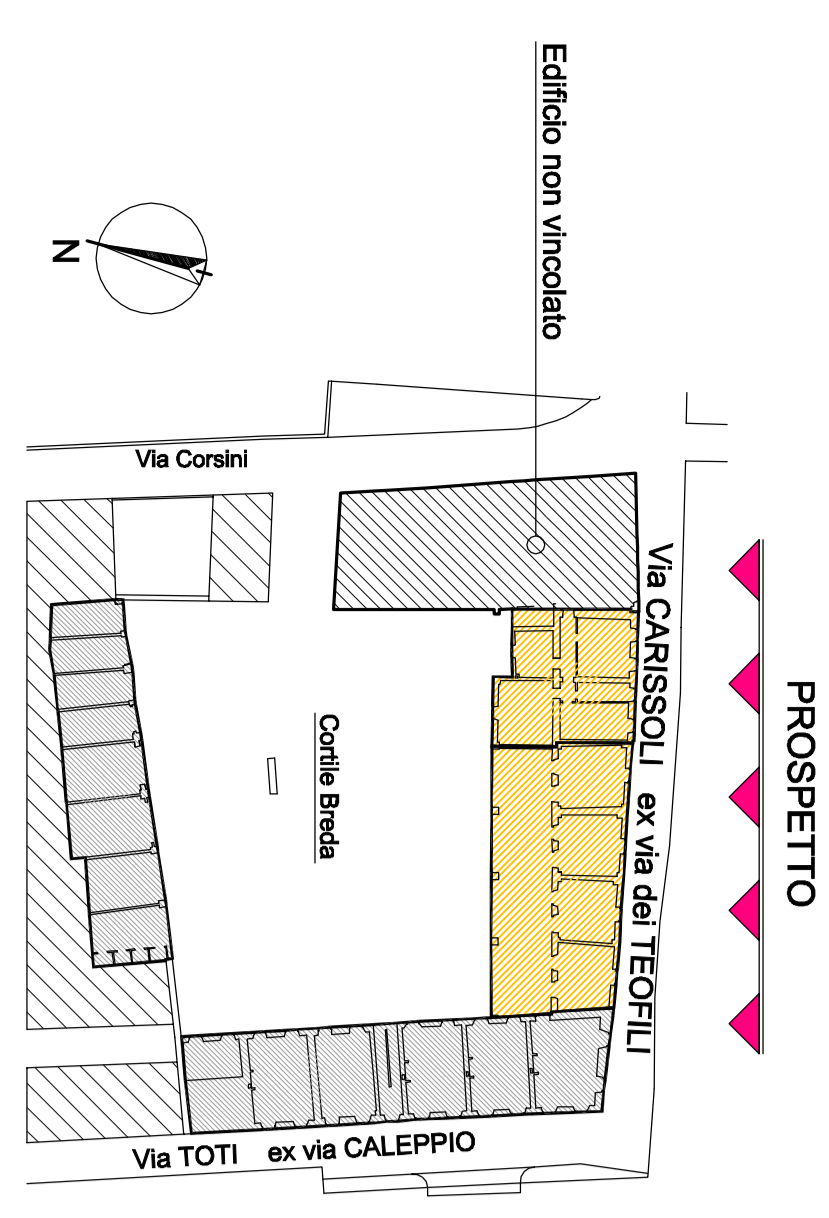 Edificio non vincolato
N
Via Corsini
PROSPETTO
Via CARISSOLI ex via dei TEOFILI
Cortile Breda
Via TOTI ex via CALEPPIO